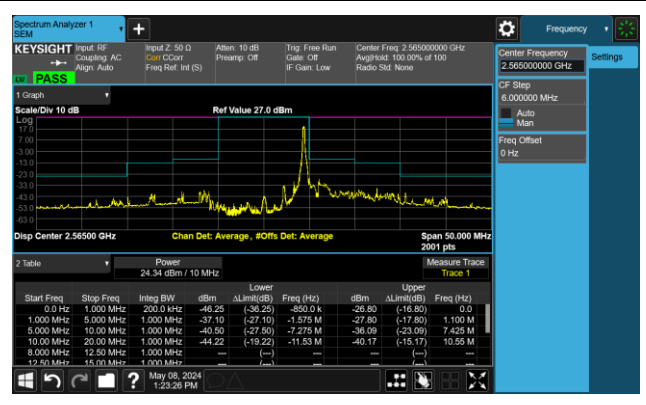 Spectrum Analyzer 1
SEM
Frequency
KEYSIGHT
Input: RF
Coupling: AC
Align: Auto
Input Z: 50 Ω
Corr CCorr
Freq Ref: Int (S)
Atten: 10 dB
Preamp: Off
Trig: Free Run
Gate: Off
IF Gain: Low
Center Freq: 2.565000000 GHz
Avg|Hold: 100.00% of 100
Radio Std: None
PASS
Center Frequency
2.565000000 GHz
Settings
CF Step
6.000000 MHz
Auto
Man
Freq Offset
0 Hz
1 Graph
Scale/Div 10 dB
Ref Value 27.0 dBm
Log
17.0
7.00
-3.00
-13.0
-23.0
-33.0
-43.0
-53.0
-63.0
Disp Center 2.56500 GHz
Chan Det: Average, #Offs Det: Average
Span 50.000 MHz
2001 pts
2 Table
Power
24.34 dBm / 10 MHz
Measure Trace
Trace 1
Lower Upper
Start Freq Stop Freq Integ BW dBm ΔLimit(dB) Freq (Hz) dBm ΔLimit(dB) Freq (Hz)
0.0 Hz 1.000 MHz 200.0 kHz -46.25 (-36.25) -850.0 k -26.80 (-16.80) 0.0
1.000 MHz 5.000 MHz 1.000 MHz -37.10 (-27.10) -1.575 M -27.80 (-17.80) 1.100 M
5.000 MHz 10.00 MHz 1.000 MHz -40.50 (-27.50) -7.275 M -36.09 (-23.09) 7.425 M
10.00 MHz 20.00 MHz 1.000 MHz -44.22 (-19.22) -11.53 M -40.17 (-15.17) 10.55 M
8.000 MHz 12.50 MHz 1.000 MHz --- (---) --- --- (---) ---
12.50 MHz 15.00 MHz 1.000 MHz --- (---) --- --- (---) ---
May 08, 2024
1:23:26 PM